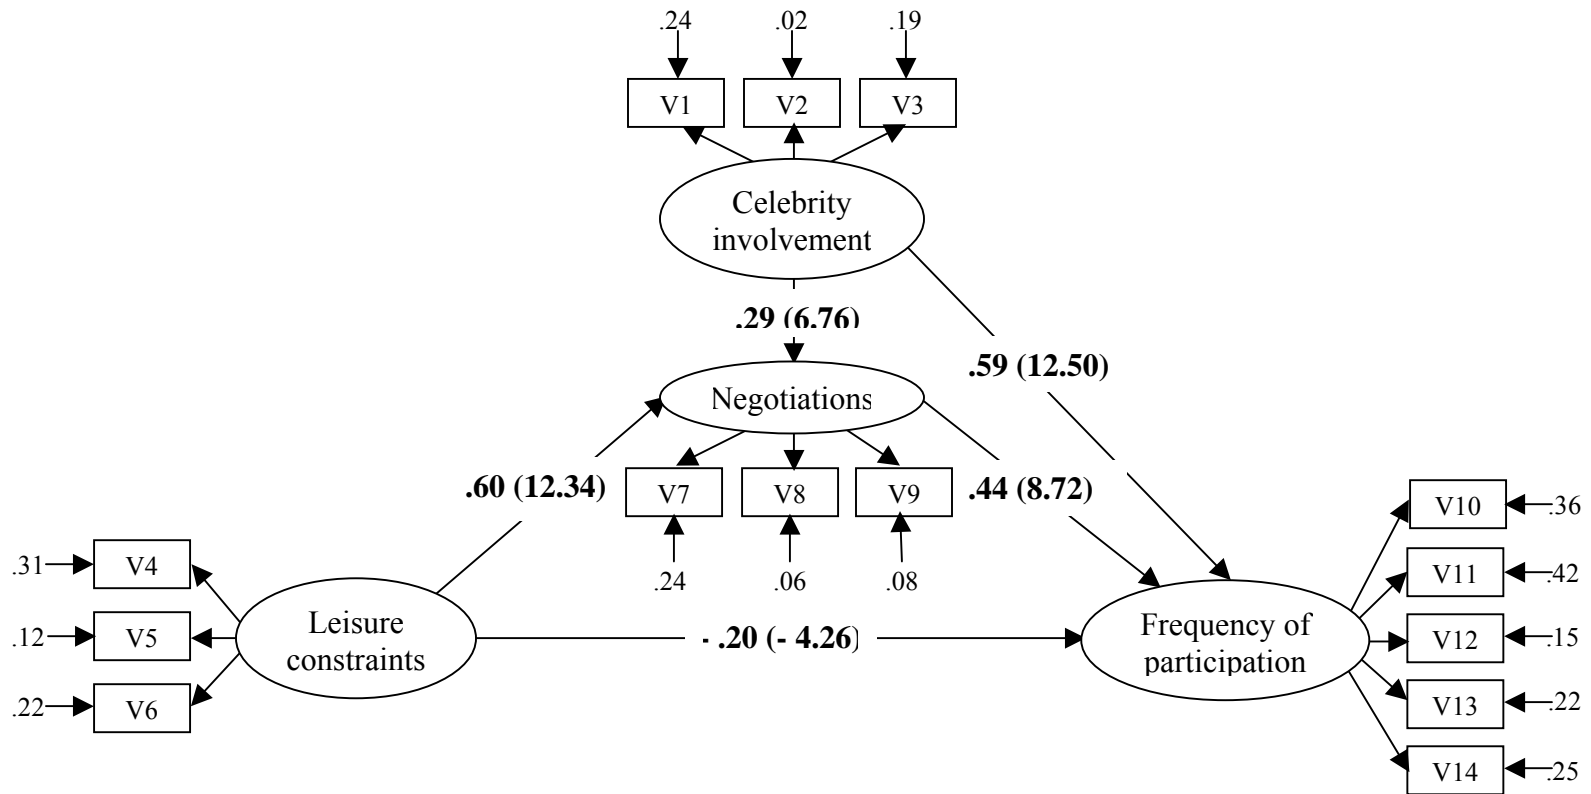 .24 .02 .19
V1 V2 V3
Celebrity
involvement
.29 (6.76)
.59 (12.50)
Negotiations
.60 (12.34)
V7 V8 V9
.44 (8.72)
.24 .06 .08
.31 V4
.12 V5
.22 V6
Leisure
constraints
- .20 (- 4.26)
Frequency of
participation
V10 .36
V11 .42
V12 .15
V13 .22
V14 .25